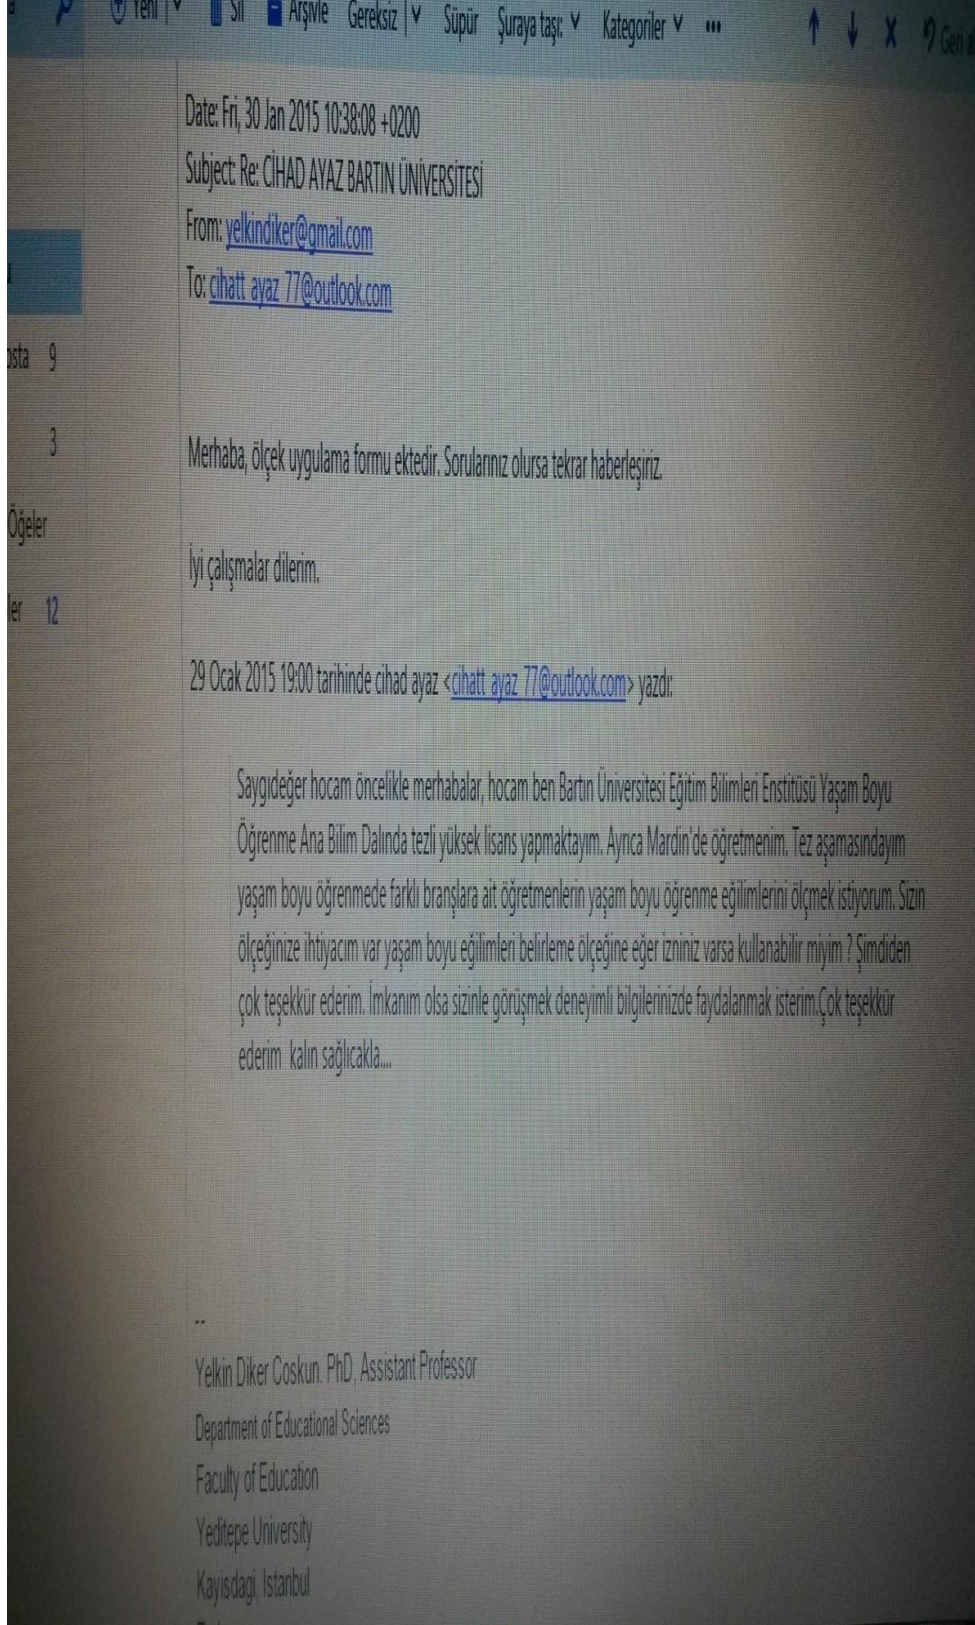 Yeni Sil Arşivle Gereksiz Süpür Şuraya taşı: Kategoriler ··· Geri
Date: Fri, 30 Jan 2015 10:38:08 +0200
Subject: Re: CİHAD AYAZ BARTIN ÜNİVERSİTESİ
From: yelkindiker@gmail.com
To: cihatt_ayaz_77@outlook.com
osta 9
3
Merhaba, ölçek uygulama formu ektedir. Sorularınız olursa tekrar haberleşiriz.
Öğeler
İyi çalışmalar dilerim.
ler 12
29 Ocak 2015 19:00 tarihinde cihad ayaz <cihatt_ayaz_77@outlook.com> yazdı:
Saygıdeğer hocam öncelikle merhabalar, hocam ben Bartın Üniversitesi Eğitim Bilimleri Enstitüsü Yaşam Boyu
Öğrenme Ana Bilim Dalında tezli yüksek lisans yapmaktayım. Ayrıca Mardin'de öğretmenim. Tez aşamasındayım
yaşam boyu öğrenmede farklı branşlara ait öğretmenlerin yaşam boyu öğrenme eğilimlerini ölçmek istiyorum. Sizin
ölçeğinize ihtiyacım var yaşam boyu eğilimleri belirleme ölçeğine eğer izniniz varsa kullanabilir miyim ? Şimdiden
çok teşekkür ederim. İmkanım olsa sizinle görüşmek deneyimli bilgilerinizde faydalanmak isterim.Çok teşekkür
ederim kalın sağlıcakla....
--
Yelkin Diker Coskun. PhD, Assistant Professor
Department of Educational Sciences
Faculty of Education
Yeditepe University
Kayisdagi, Istanbul